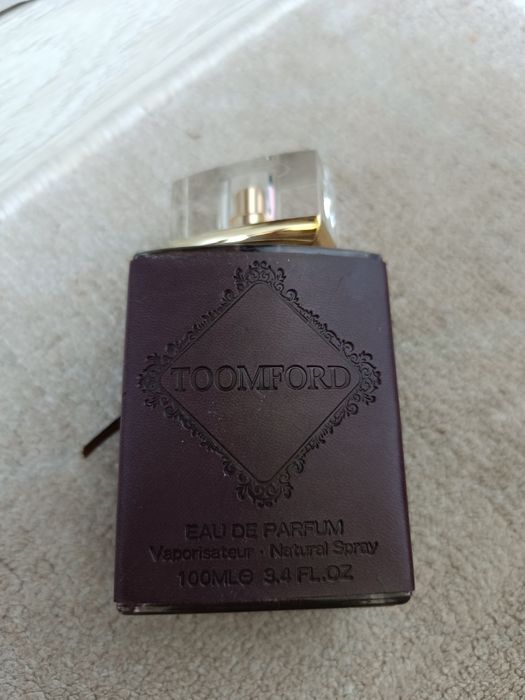 TOOMFORD
EAU DE PARFUM
Vaporisateur · Natural Spray
100ML℮ 3.4 FL.OZ